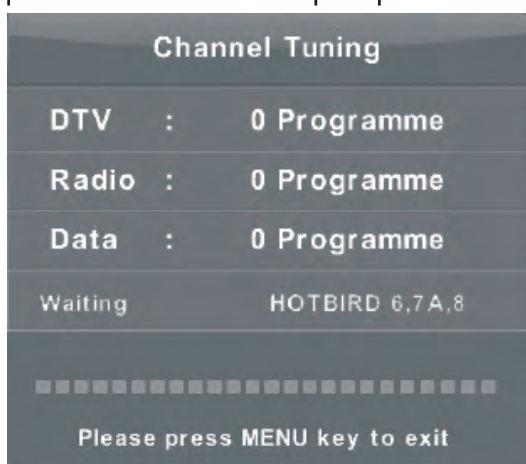 Channel Tuning
DTV : 0 Programme
Radio : 0 Programme
Data : 0 Programme
Waiting HOTBIRD 6,7A,8
Please press MENU key to exit